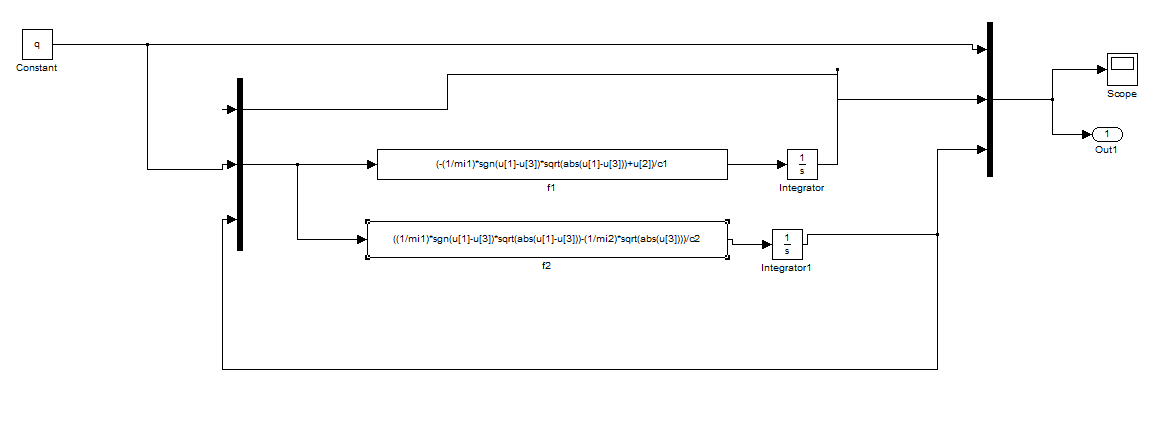 q
Constant
Scope
1
Out1
(-(1/mi1)*sgn(u[1]-u[3])*sqrt(abs(u[1]-u[3]))+u[2])/c1
f1
1
s
Integrator
((1/mi1)*sgn(u[1]-u[3])*sqrt(abs(u[1]-u[3]))-(1/mi2)*sqrt(abs(u[3])))/c2
f2
1
s
Integrator1